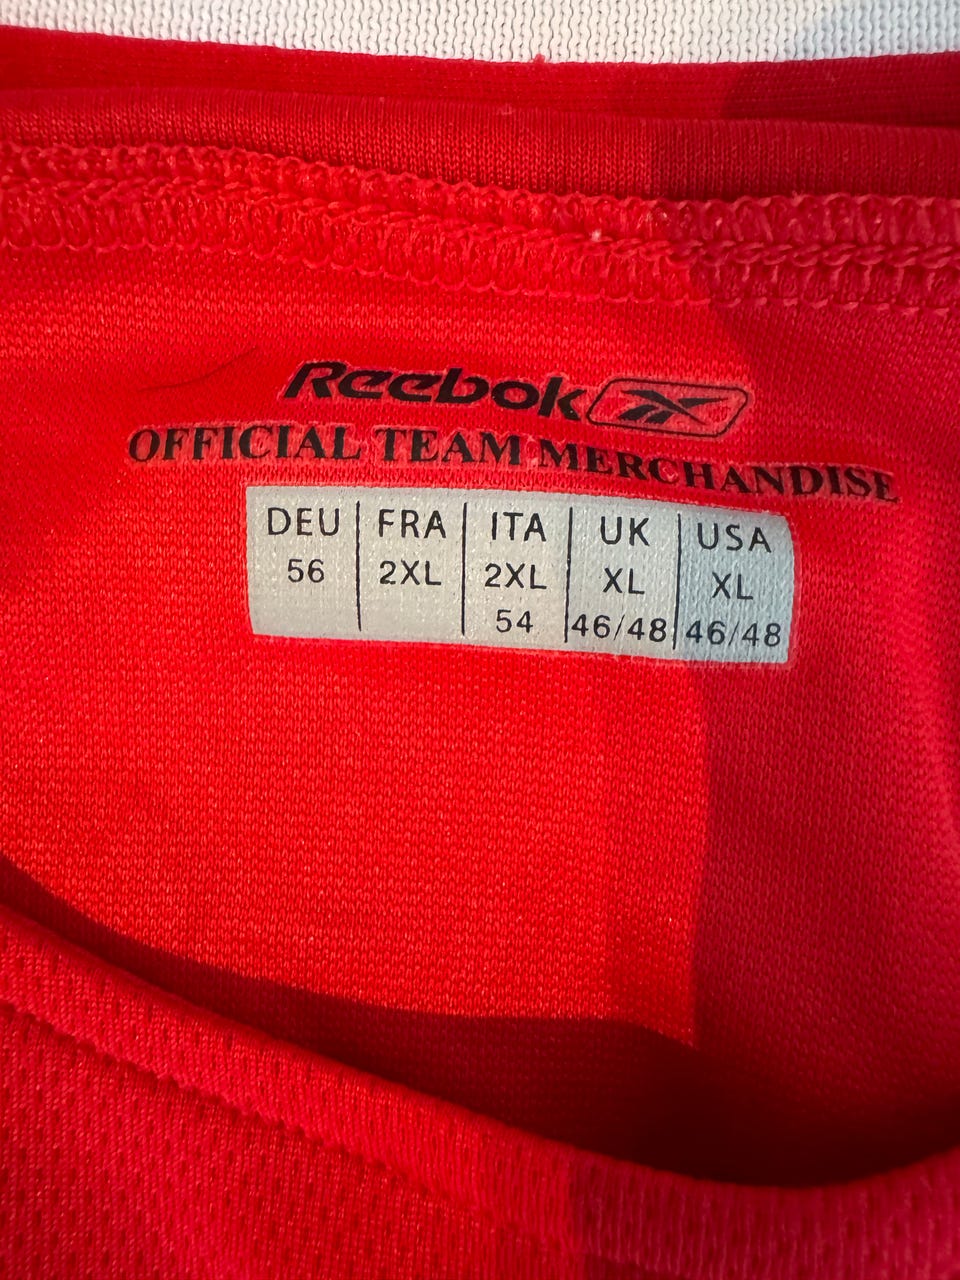 Reebok
OFFICIAL TEAM MERCHANDISE
DEU FRA ITA UK USA
56 2XL 2XL XL XL
54 46/48 46/48